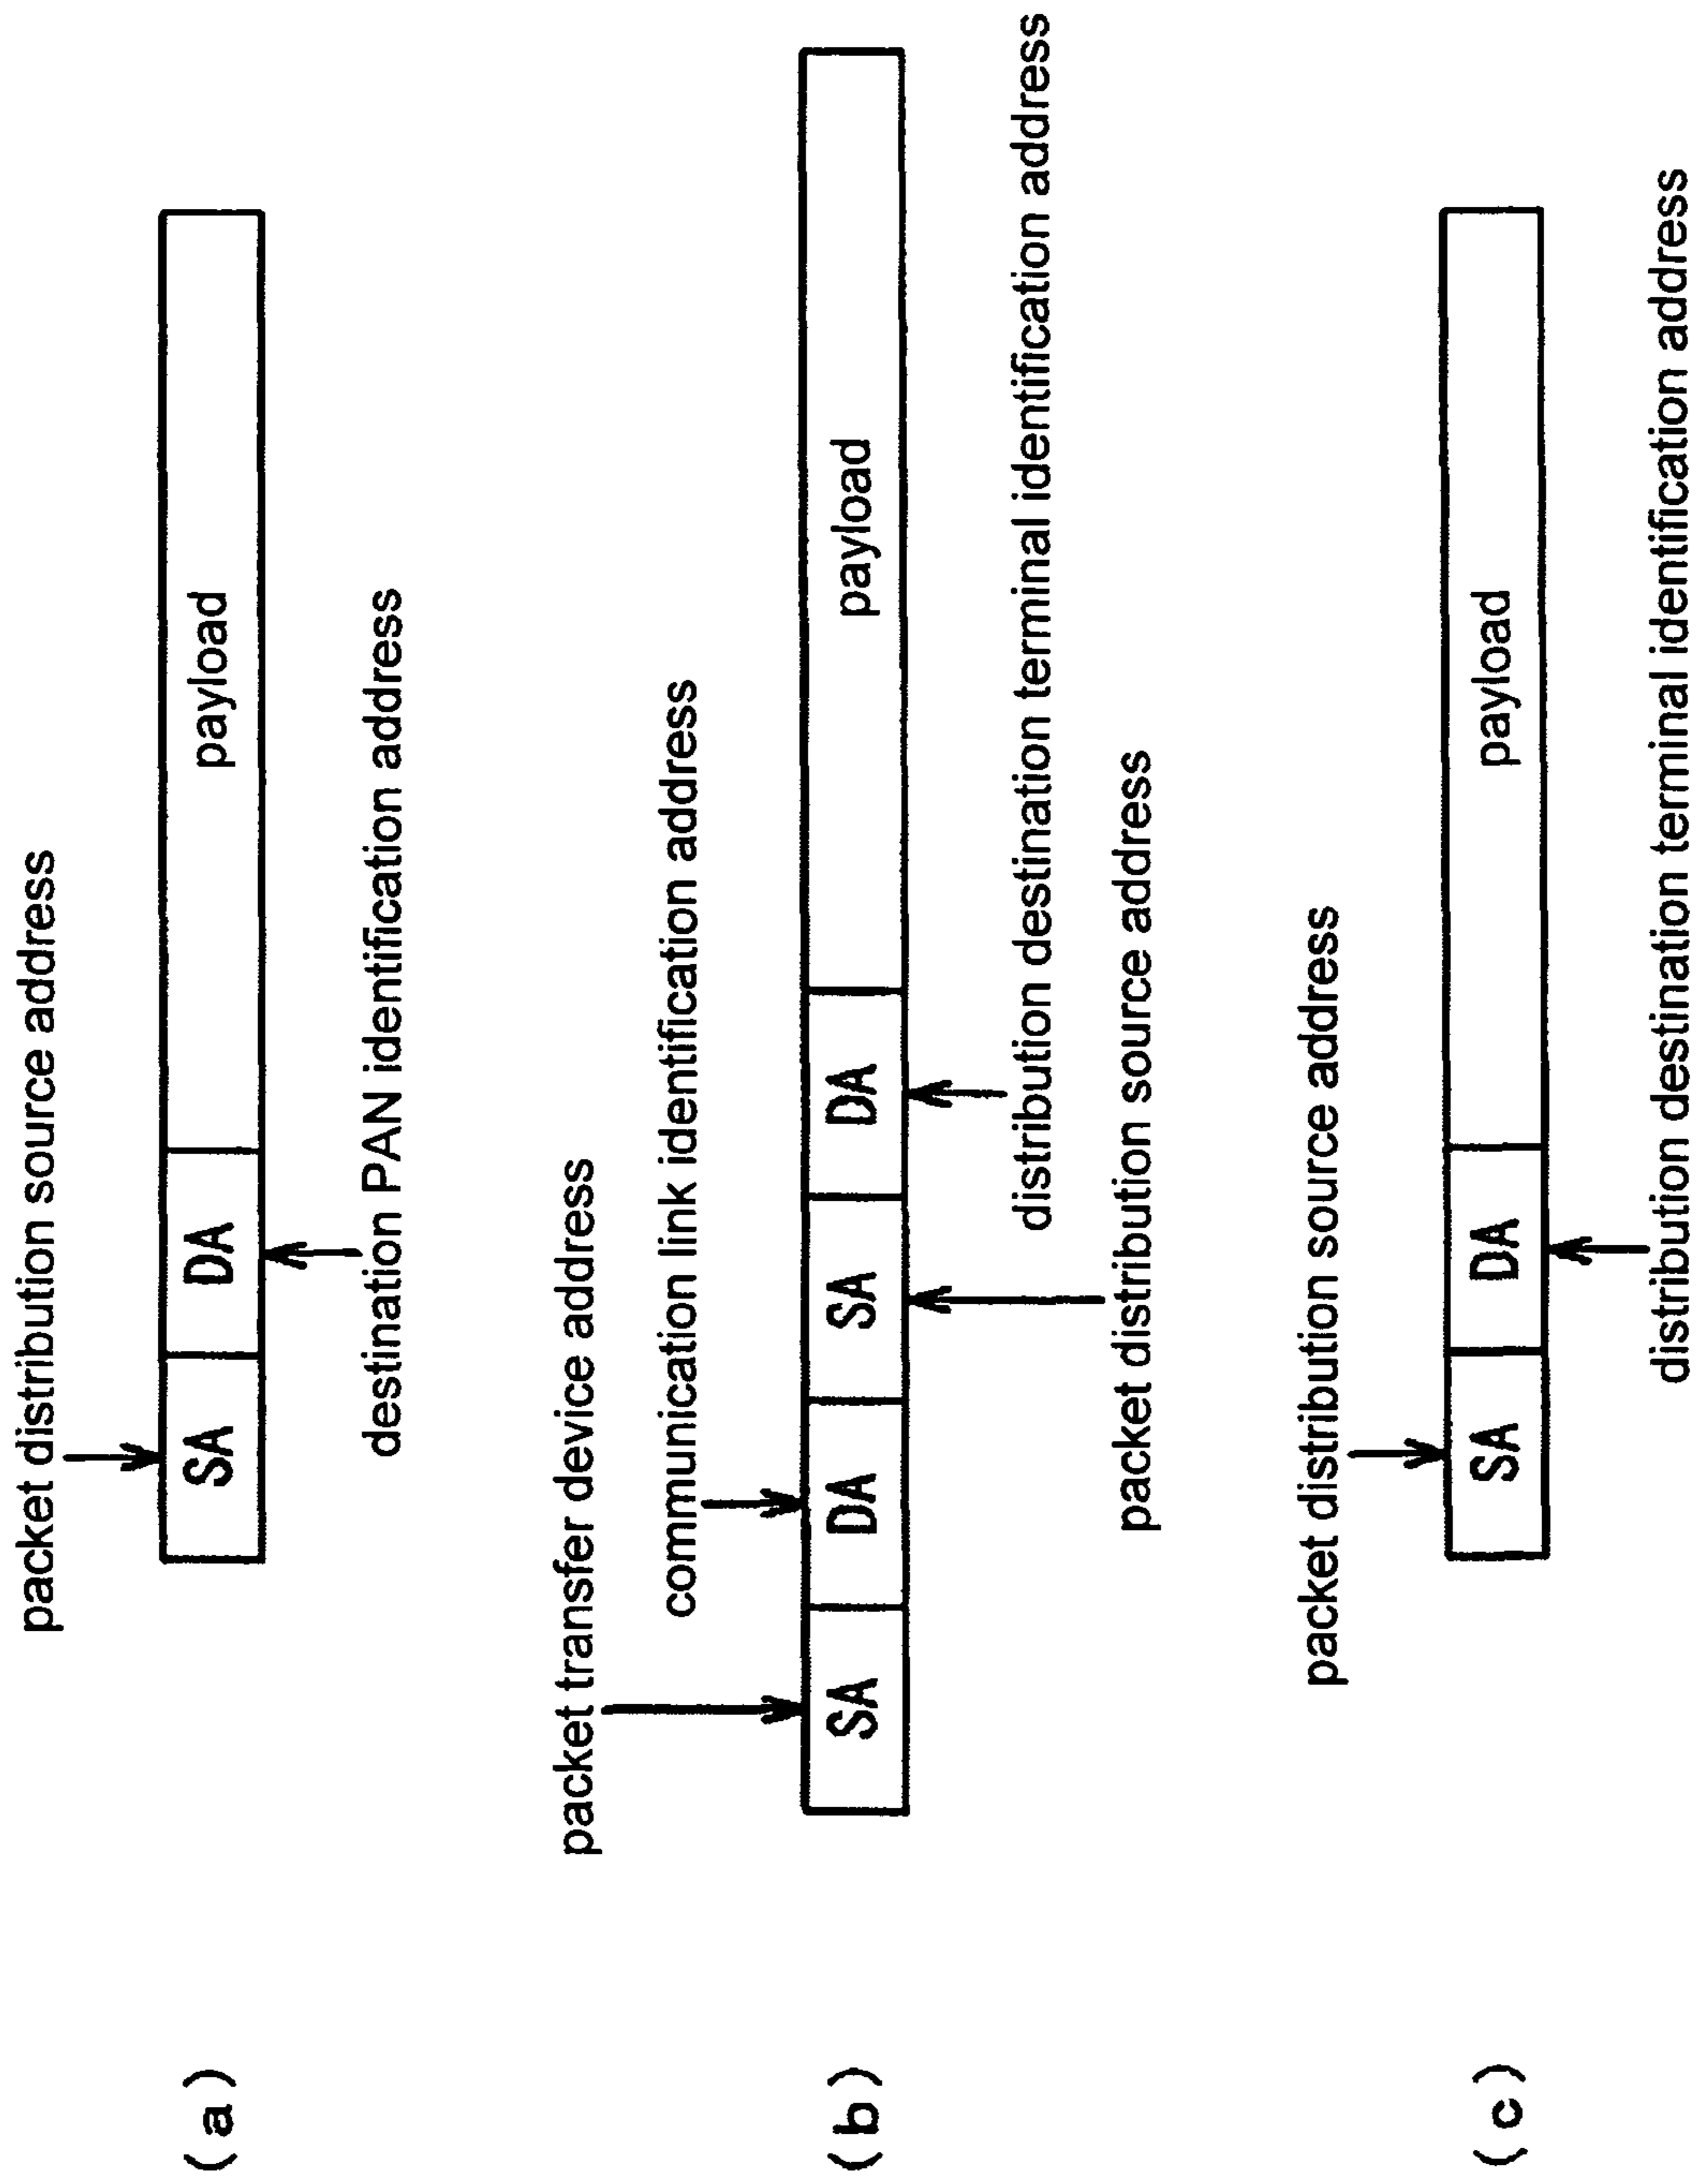 packet distribution source address
(a) SA DA payload
destination PAN identification address
packet transfer device address
communication link identification address
(b) SA DA SA DA payload
distribution destination terminal identification address
packet distribution source address
packet distribution source address
(c) SA DA payload
distribution destination terminal identification address